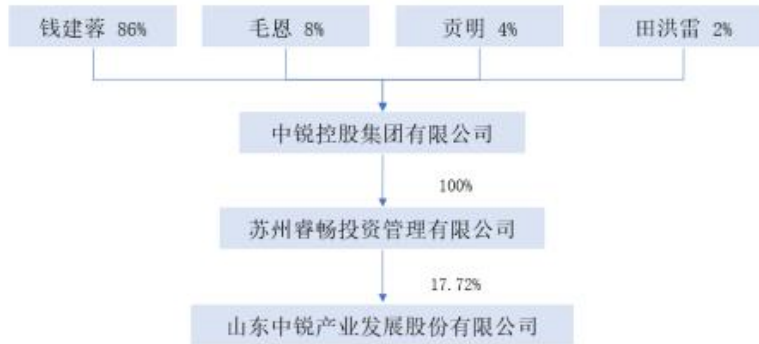 钱建蓉 86%
毛恩 8%
贡明 4%
田洪雷 2%
中锐控股集团有限公司
100%
苏州睿畅投资管理有限公司
17.72%
山东中锐产业发展股份有限公司